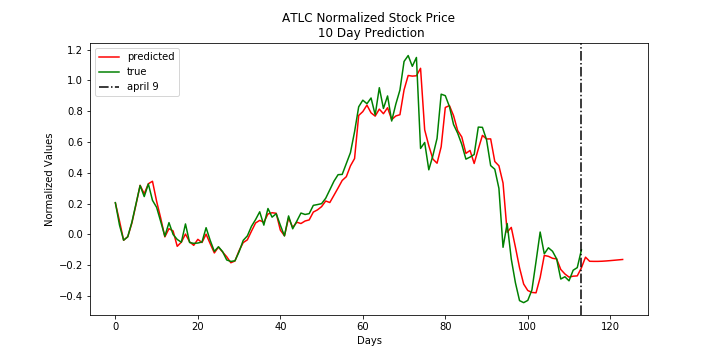 ATLC Normalized Stock Price
10 Day Prediction
predicted
true
april 9
Normalized Values
1.2
1.0
0.8
0.6
0.4
0.2
0.0
−0.2
−0.4
0
20
40
60
80
100
120
Days